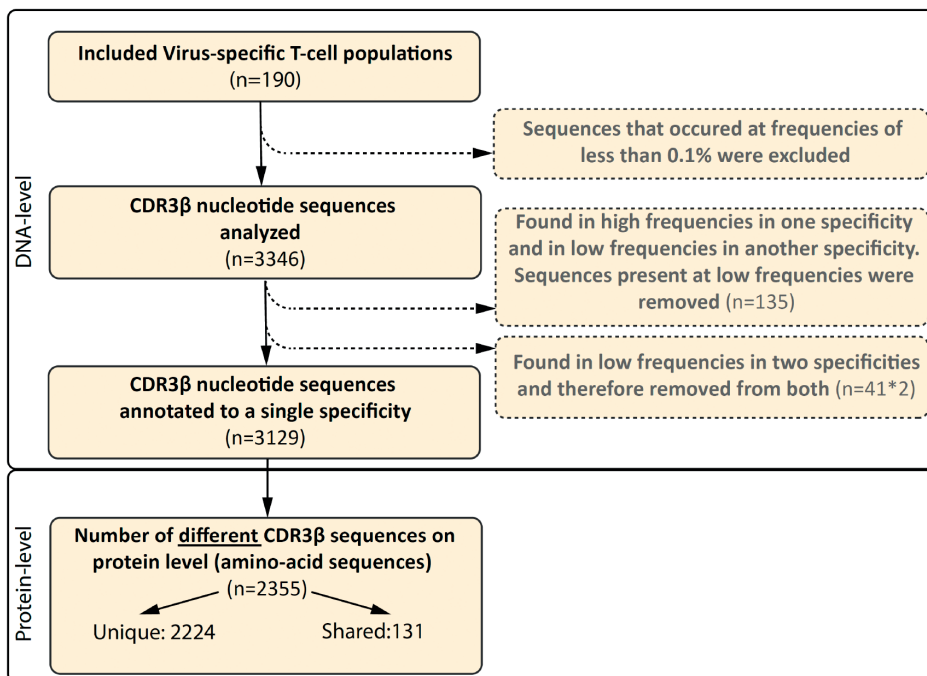 DNA-level
Included Virus-specific T-cell populations
(n=190)
Sequences that occured at frequencies of
less than 0.1% were excluded
CDR3β nucleotide sequences
analyzed
(n=3346)
Found in high frequencies in one specificity
and in low frequencies in another specificity.
Sequences present at low frequencies were
removed (n=135)
Found in low frequencies in two specificities
and therefore removed from both (n=41*2)
CDR3β nucleotide sequences
annotated to a single specificity
(n=3129)
Protein-level
Number of different CDR3β sequences on
protein level (amino-acid sequences)
(n=2355)
Unique: 2224
Shared:131